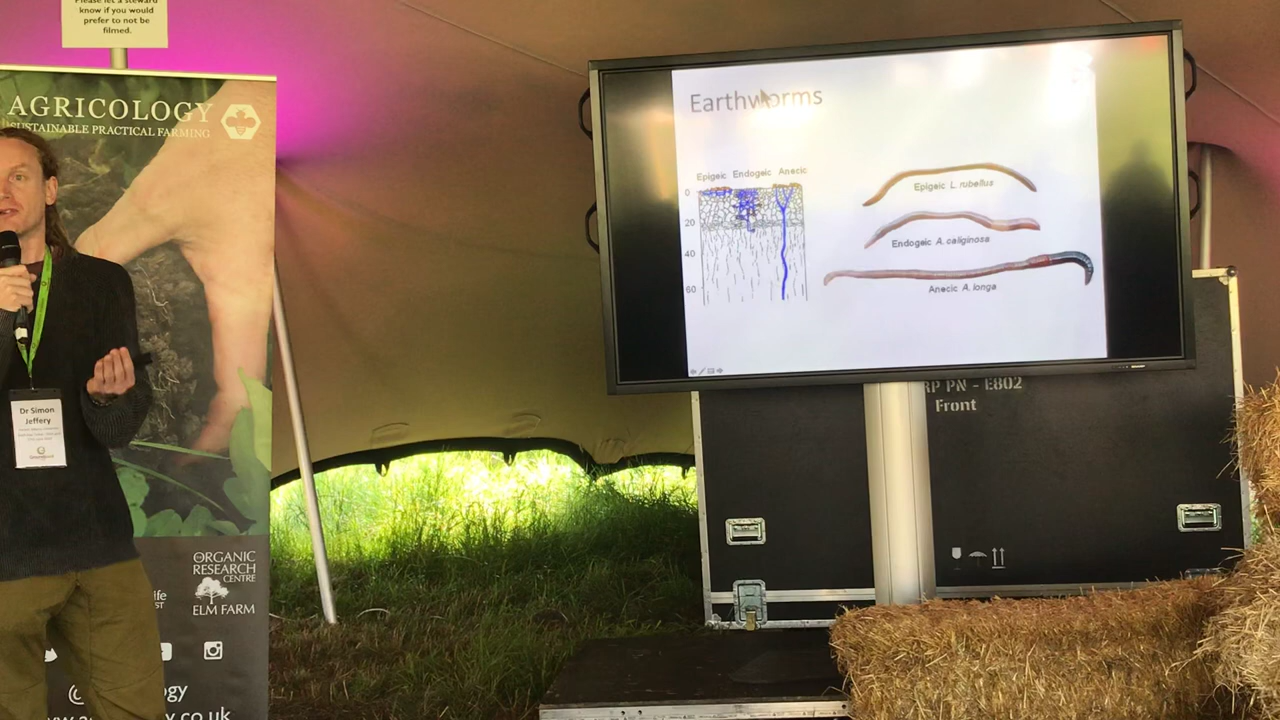 Please let a steward
know if you would
prefer to not be
filmed.
AGRICOLOGY
SUSTAINABLE PRACTICAL FARMING
Dr Simon
Jeffery
THE ORGANIC
RESEARCH
CENTRE
ELM FARM
Earthworms
Epigeic Endogeic Anecic
0
20
40
60
Epigeic L. rubellus
Endogeic A. caliginosa
Anecic A. longa
RP PN - E802
Front